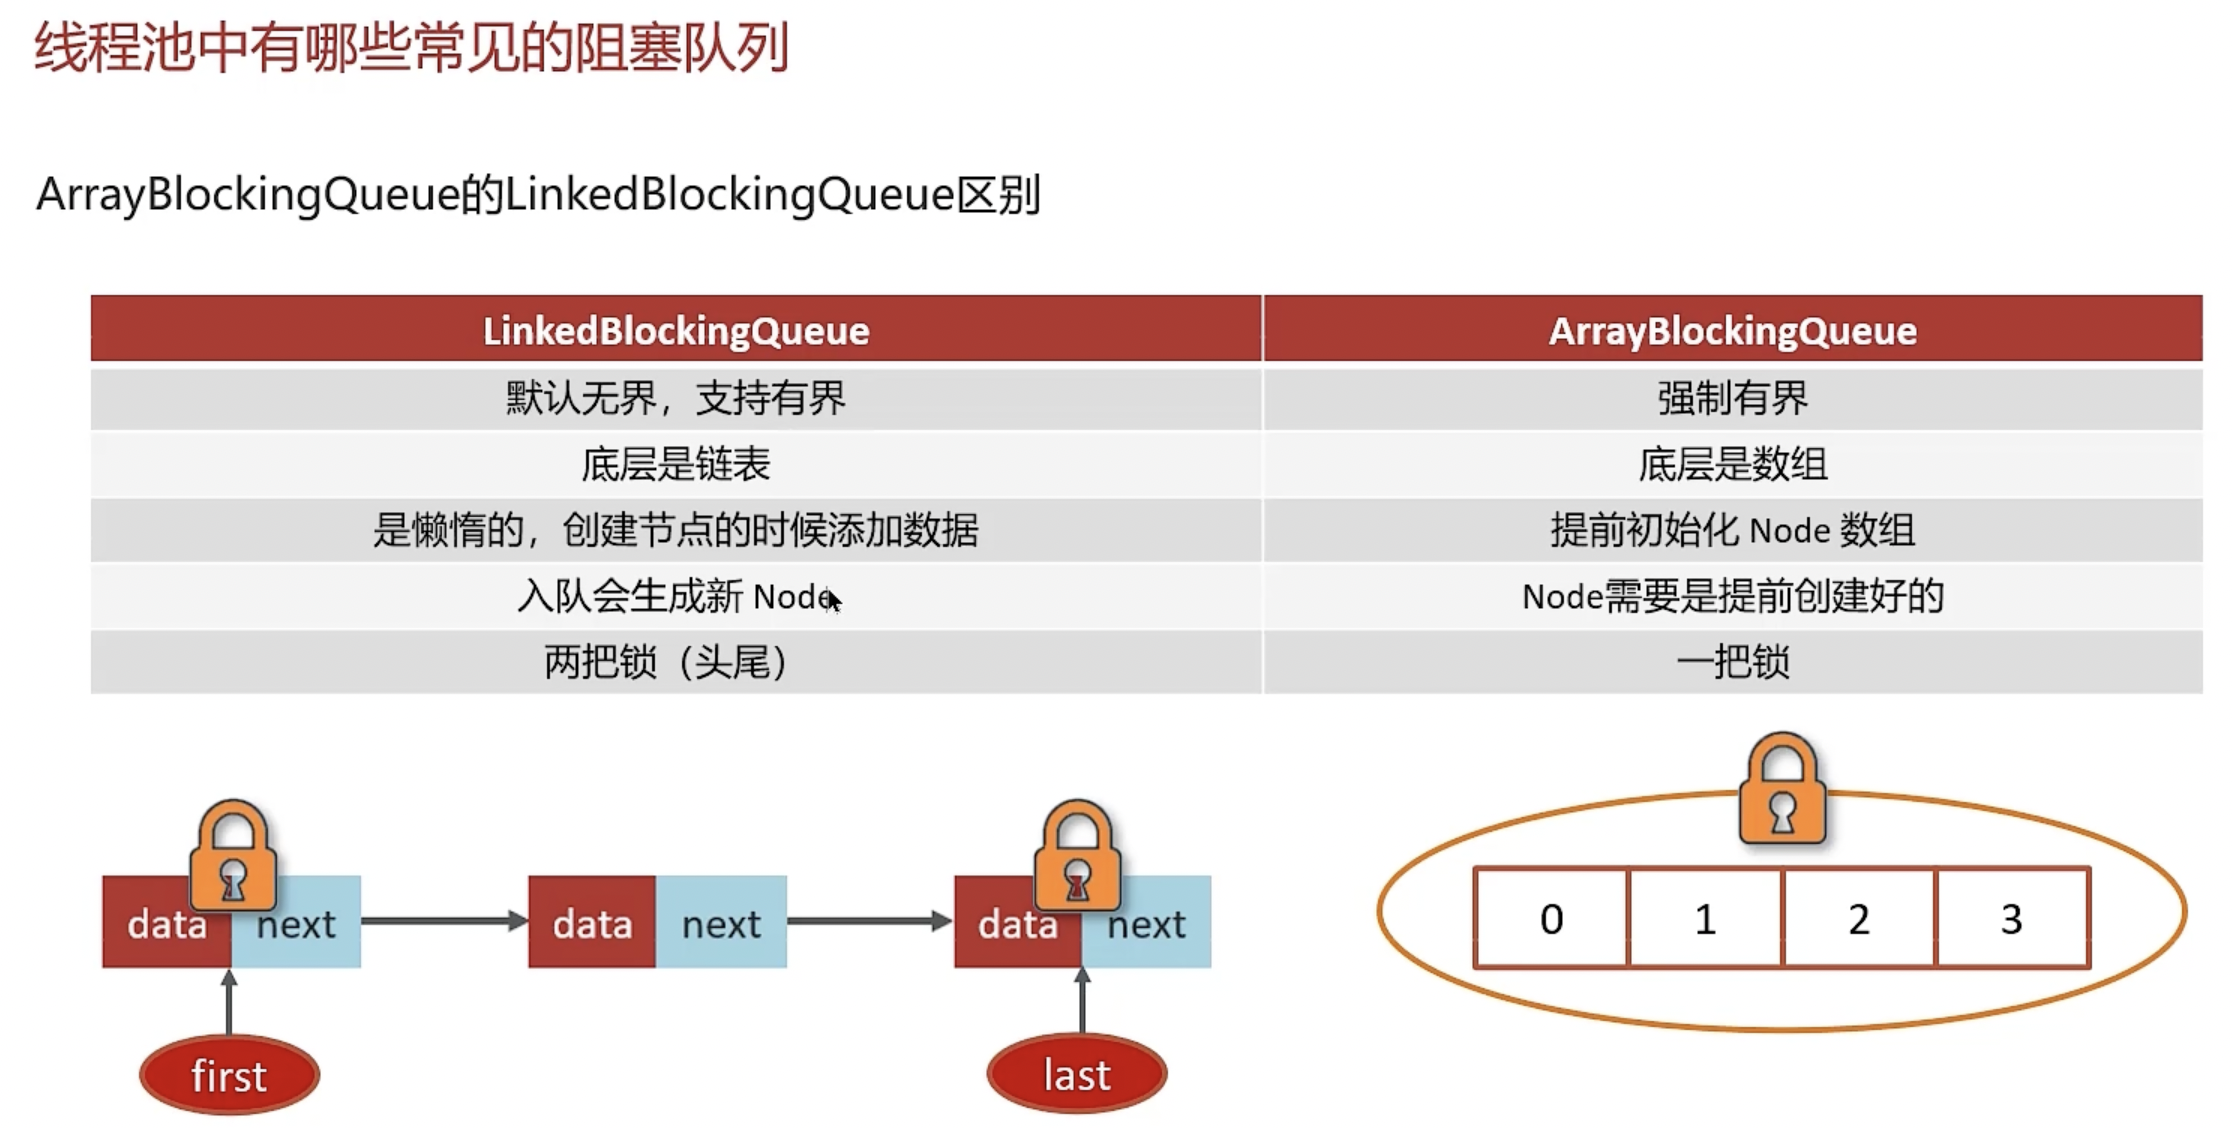 线程池中有哪些常见的阻塞队列
ArrayBlockingQueue的LinkedBlockingQueue区别
LinkedBlockingQueue ArrayBlockingQueue
默认无界，支持有界 强制有界
底层是链表 底层是数组
是懒惰的，创建节点的时候添加数据 提前初始化 Node 数组
入队会生成新 Node Node需要是提前创建好的
两把锁（头尾） 一把锁
data next data next data next
0 1 2 3
first last